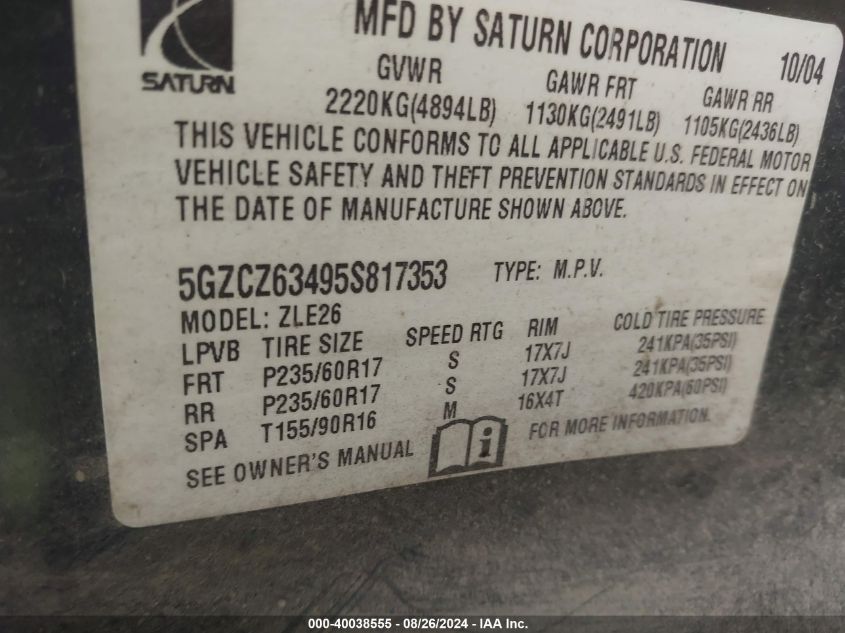 MFD BY SATURN CORPORATION 10/04
SATURN
GVWR GAWR FRT GAWR RR
2220KG(4894LB) 1130KG(2491LB) 1105KG(2436LB)
THIS VEHICLE CONFORMS TO ALL APPLICABLE U.S. FEDERAL MOTOR
VEHICLE SAFETY AND THEFT PREVENTION STANDARDS IN EFFECT ON
THE DATE OF MANUFACTURE SHOWN ABOVE.
5GZCZ63495S817353 TYPE: M.P.V.
MODEL: ZLE26
LPVB TIRE SIZE SPEED RTG RIM COLD TIRE PRESSURE
FRT P235/60R17 S 17X7J 241KPA(35PSI)
RR P235/60R17 S 17X7J 241KPA(35PSI)
SPA T155/90R16 M 16X4T 420KPA(60PSI)
SEE OWNER'S MANUAL i FOR MORE INFORMATION.
000-40038555 - 08/26/2024 - IAA Inc.